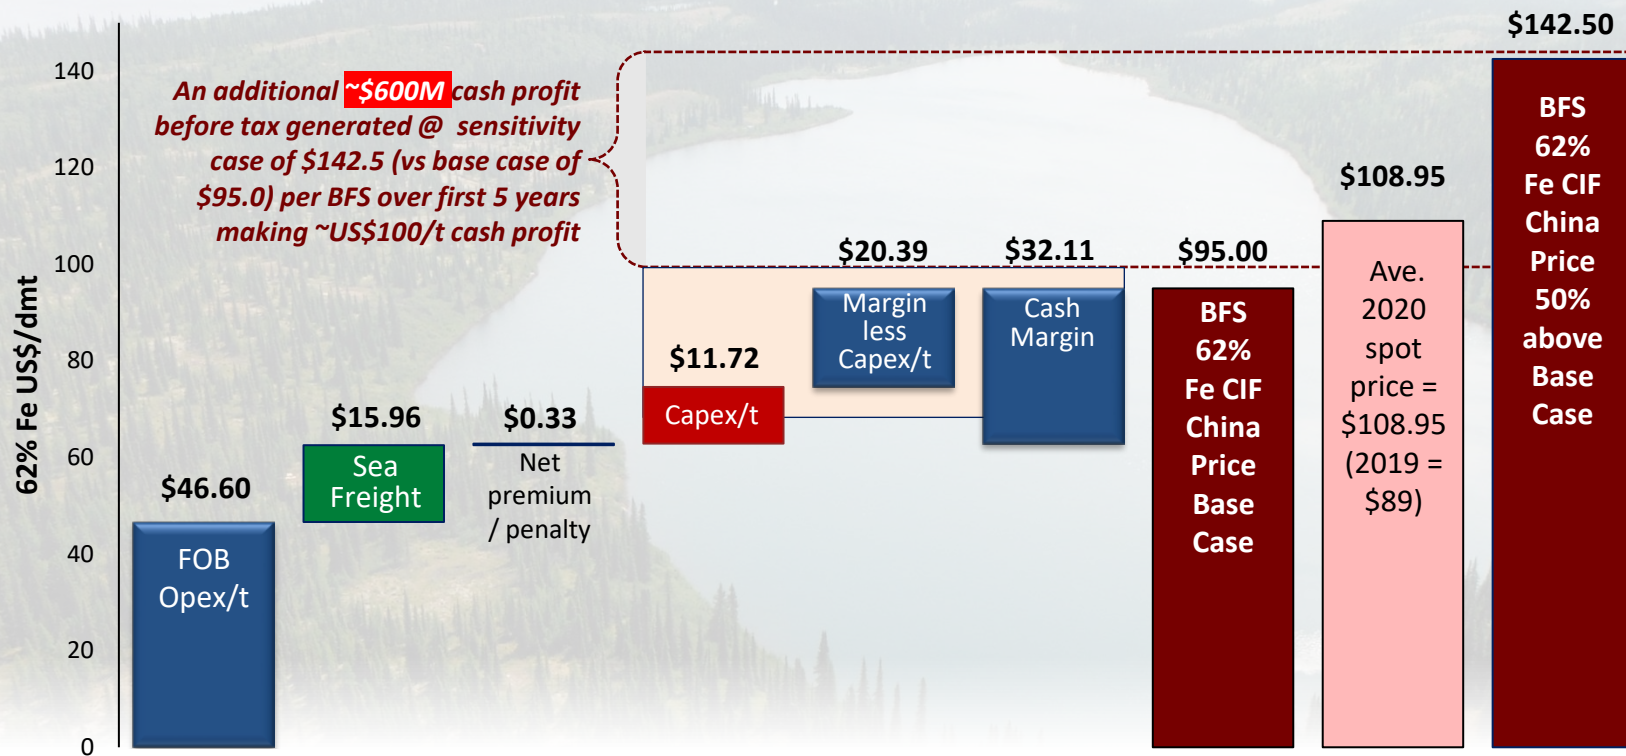 $142.50
140
An additional ~$600M cash profit
before tax generated @ sensitivity
case of $142.5 (vs base case of
$95.0) per BFS over first 5 years
making ~US$100/t cash profit
120
100
80
60
40
20
0
62% Fe US$/dmt
$46.60
FOB
Opex/t
$15.96
Sea
Freight
$0.33
Net
premium
/ penalty
$11.72
Capex/t
$20.39
Margin
less
Capex/t
$32.11
Cash
Margin
$95.00
BFS
62%
Fe CIF
China
Price
Base
Case
$108.95
Ave.
2020
spot
price =
$108.95
(2019 =
$89)
BFS
62%
Fe CIF
China
Price
50%
above
Base
Case